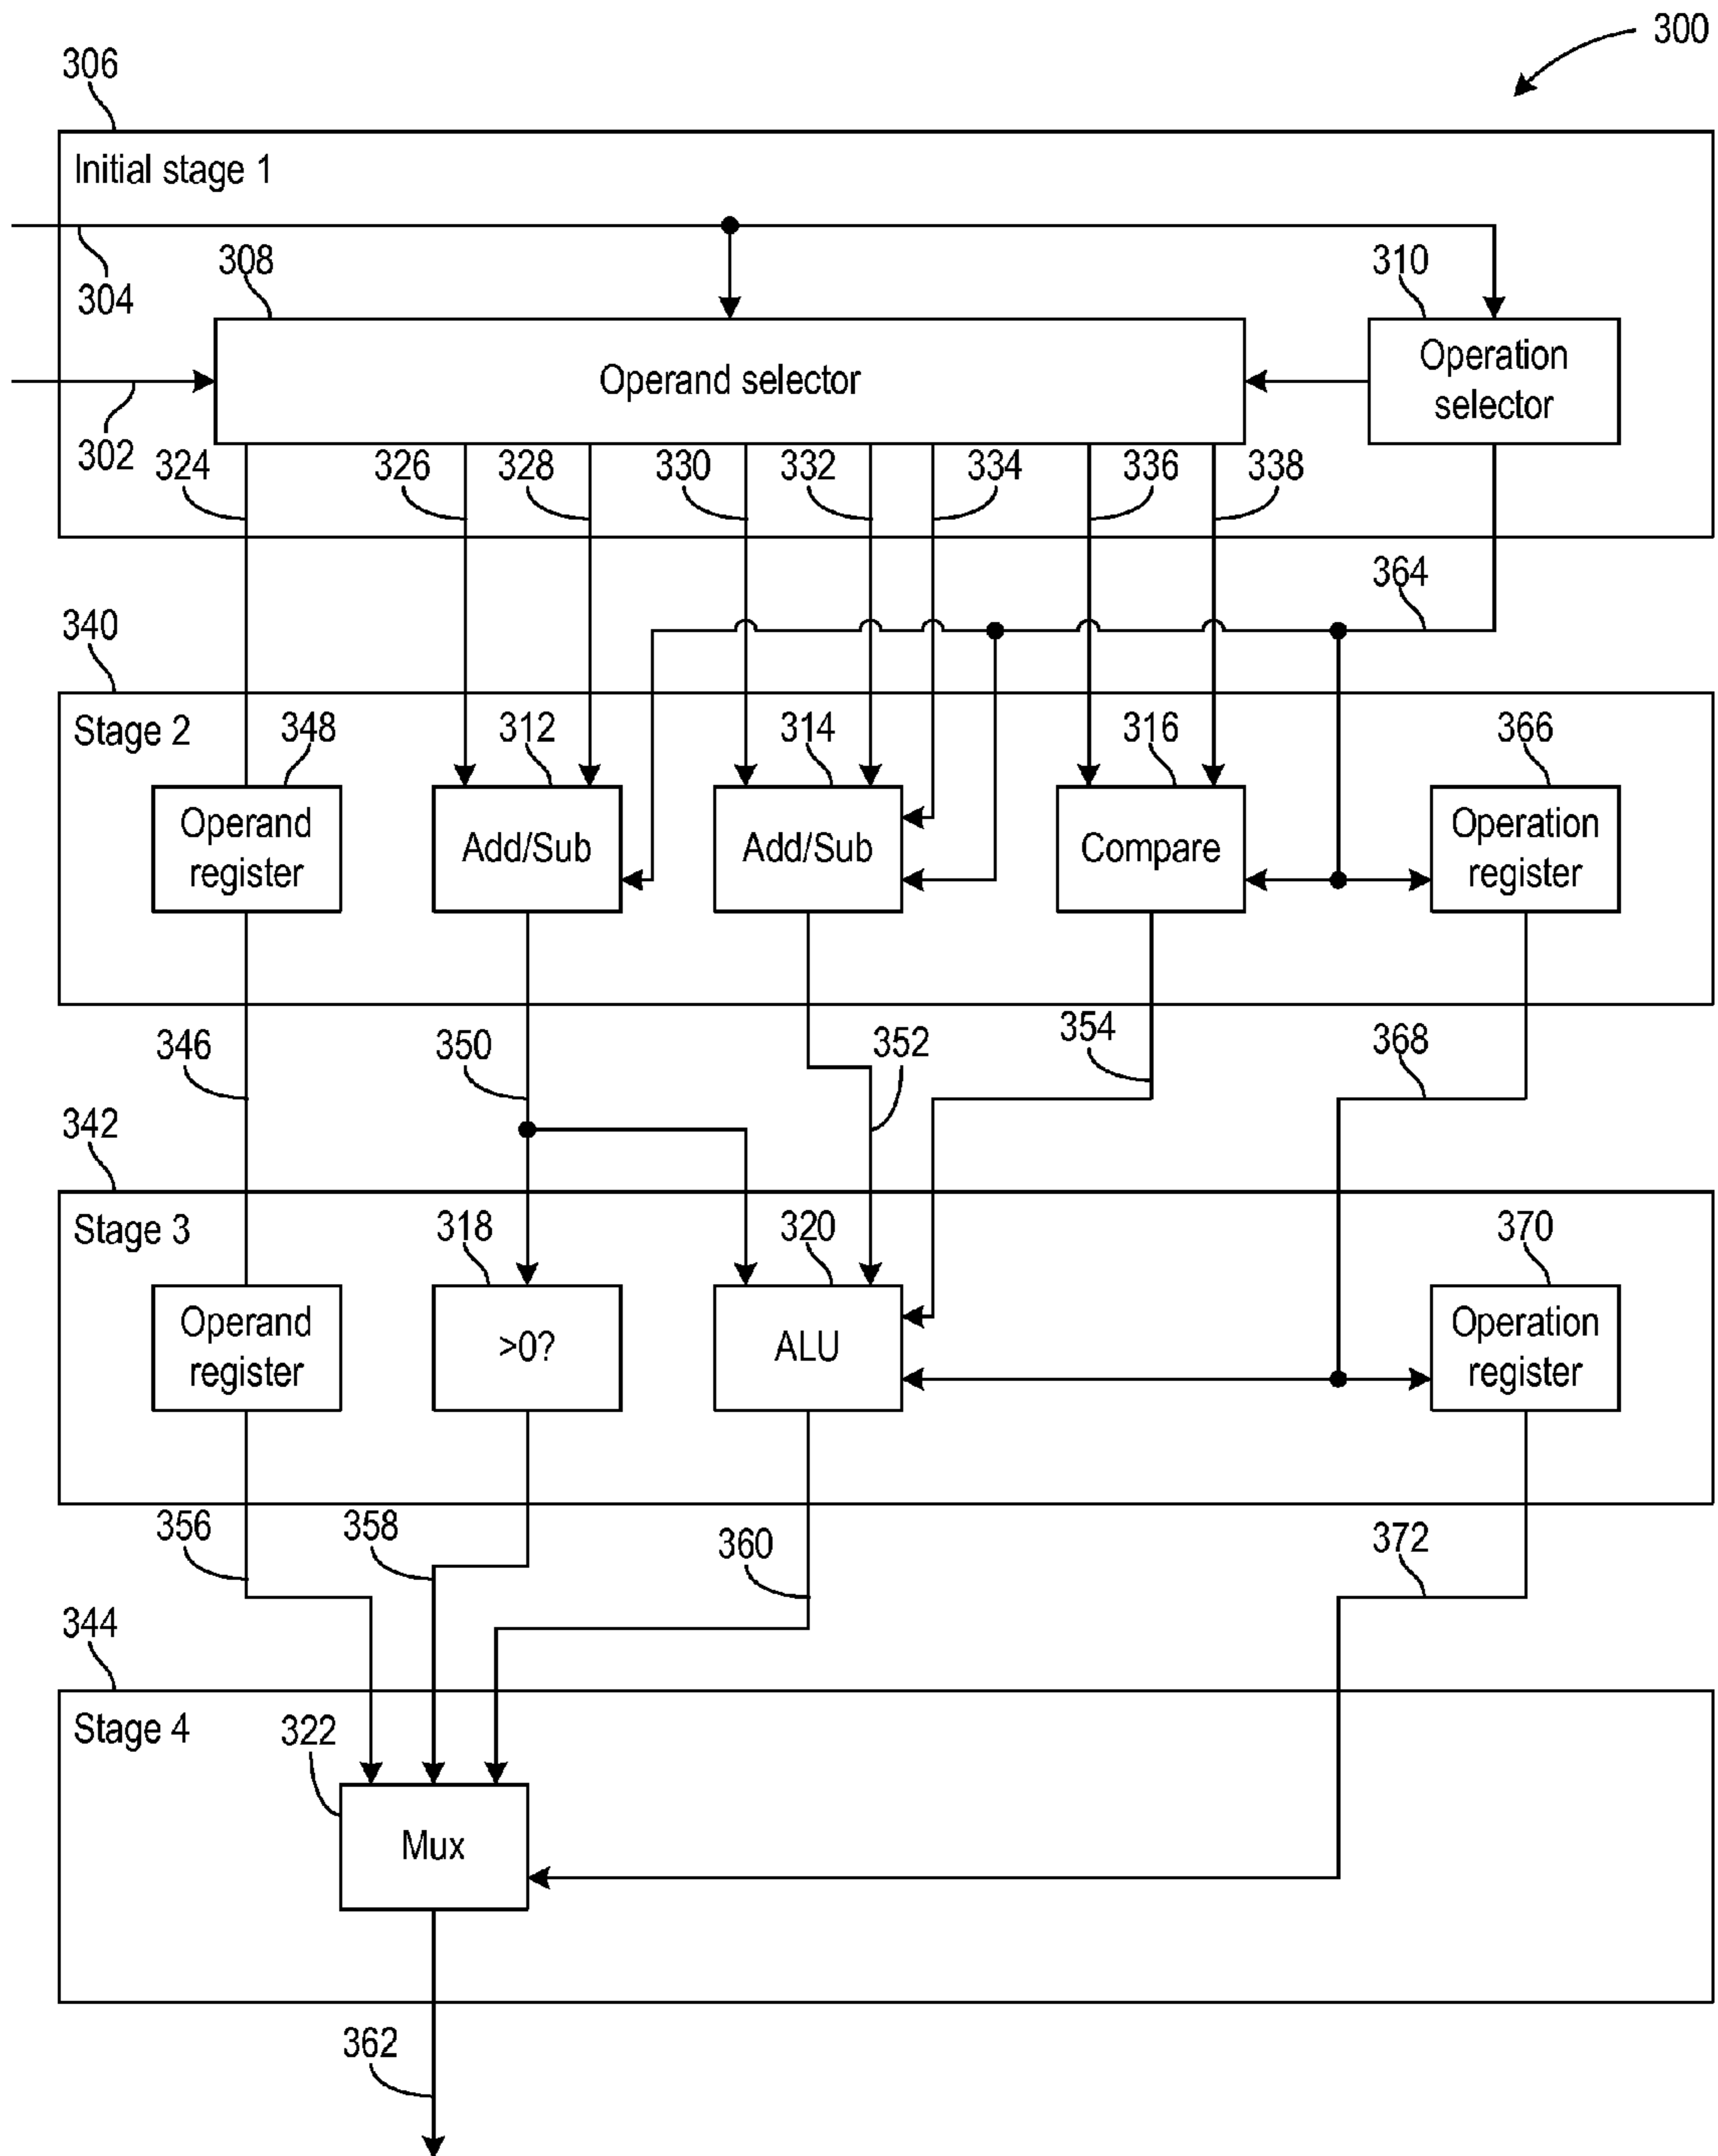 300
306
Initial stage 1
308
310
304
Operand selector
Operation
selector
302
324
326
328
330
332
334
336
338
364
340
Stage 2
348
312
314
316
366
Operand
register
Add/Sub
Add/Sub
Compare
Operation
register
346
350
352
354
368
342
Stage 3
318
320
370
Operand
register
>0?
ALU
Operation
register
356
358
360
372
344
Stage 4
322
Mux
362